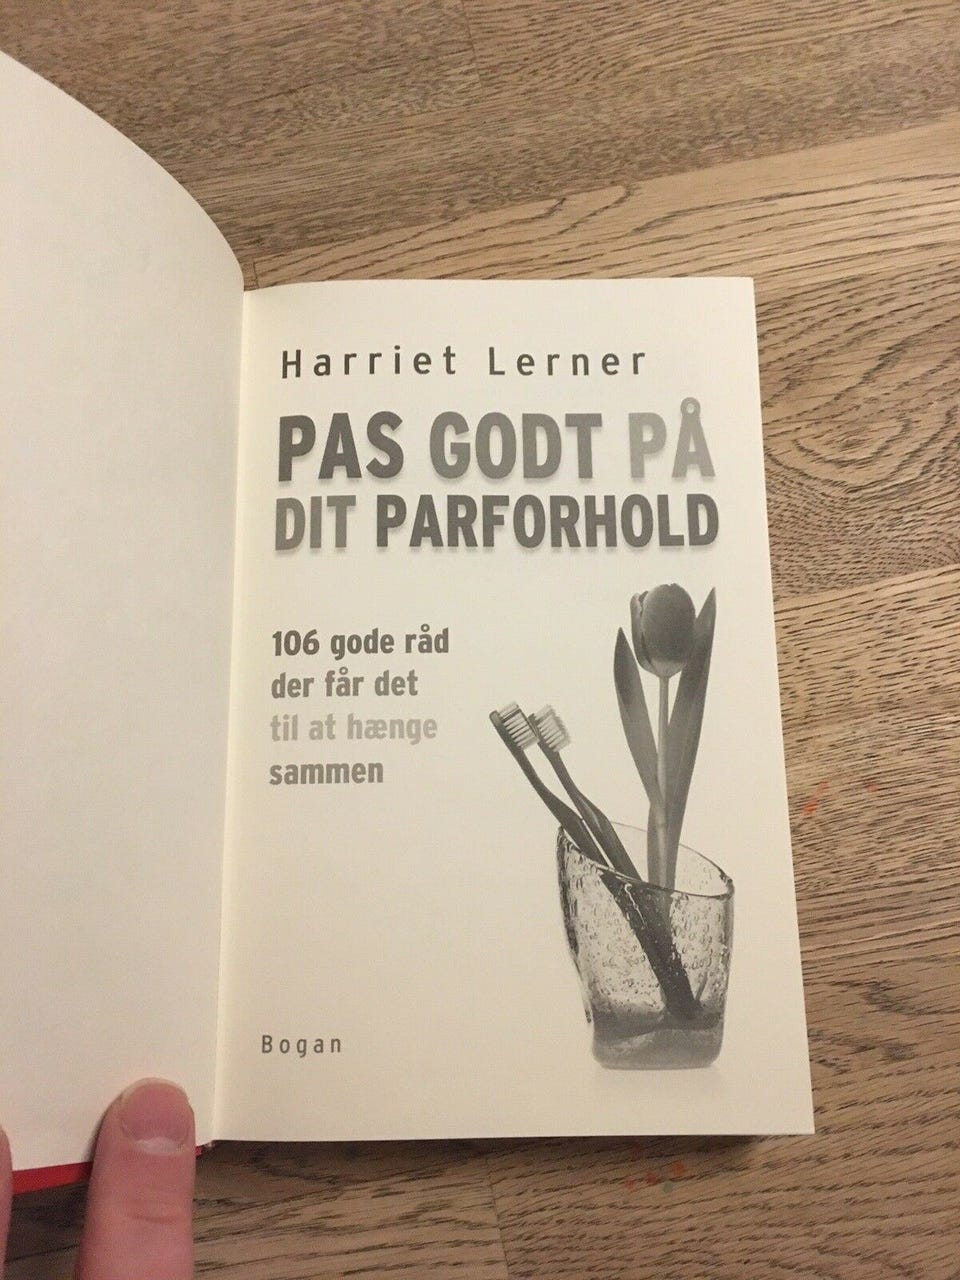 Harriet Lerner
PAS GODT PÅ
DIT PARFORHOLD
106 gode råd
der får det
til at hænge
sammen
Bogan